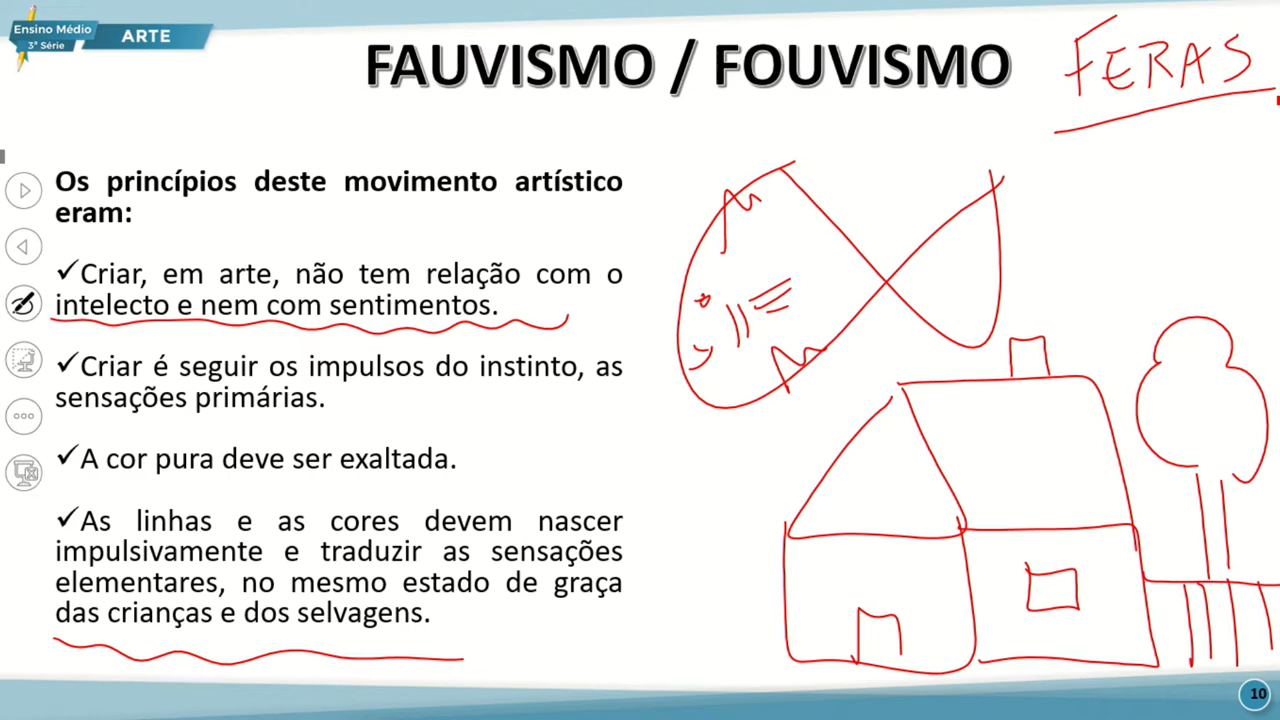 Ensino Médio
3ª Série
ARTE
FAUVISMO / FOUVISMO
FERAS
Os princípios deste movimento artístico
eram:
✓Criar, em arte, não tem relação com o
intelecto e nem com sentimentos.
✓Criar é seguir os impulsos do instinto, as
sensações primárias.
✓A cor pura deve ser exaltada.
✓As linhas e as cores devem nascer
impulsivamente e traduzir as sensações
elementares, no mesmo estado de graça
das crianças e dos selvagens.
10